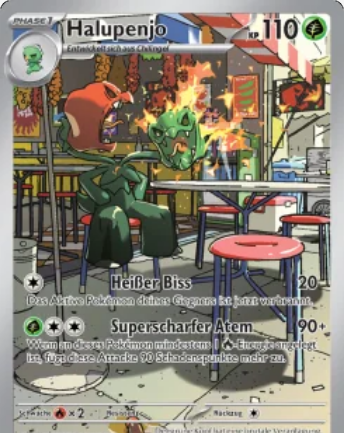 PHASE 1
Halupenjo
KP 110
Entwickelt sich aus Chilingel
Heißer Biss 20
Das Aktive Pokémon deines Gegners ist jetzt verbrannt.
Superscharfer Atem 90+
Wenn an dieses Pokémon mindestens 1 Energie angelegt
ist, fügt diese Attacke 90 Schadenspunkte mehr zu.
Schwäche × 2 Resistenz Rückzug